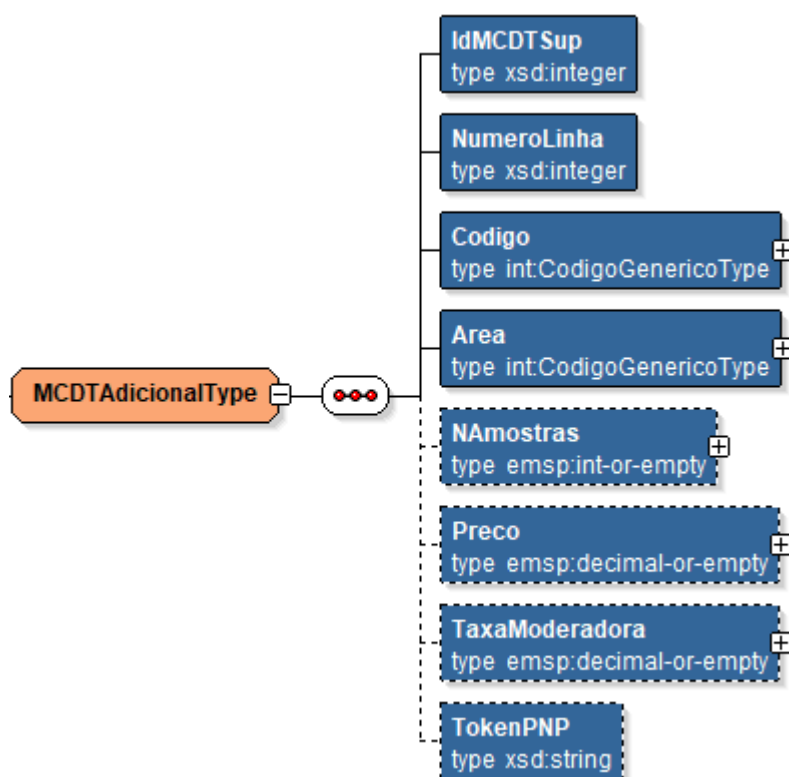 IdMCDTSup
type xsd:integer
NumeroLinha
type xsd:integer
Codigo
type int:CodigoGenericoType
Area
type int:CodigoGenericoType
MCDTAdicionalType
NAmostras
type emsp:int-or-empty
Preco
type emsp:decimal-or-empty
TaxaModeradora
type emsp:decimal-or-empty
TokenPNP
type xsd:string